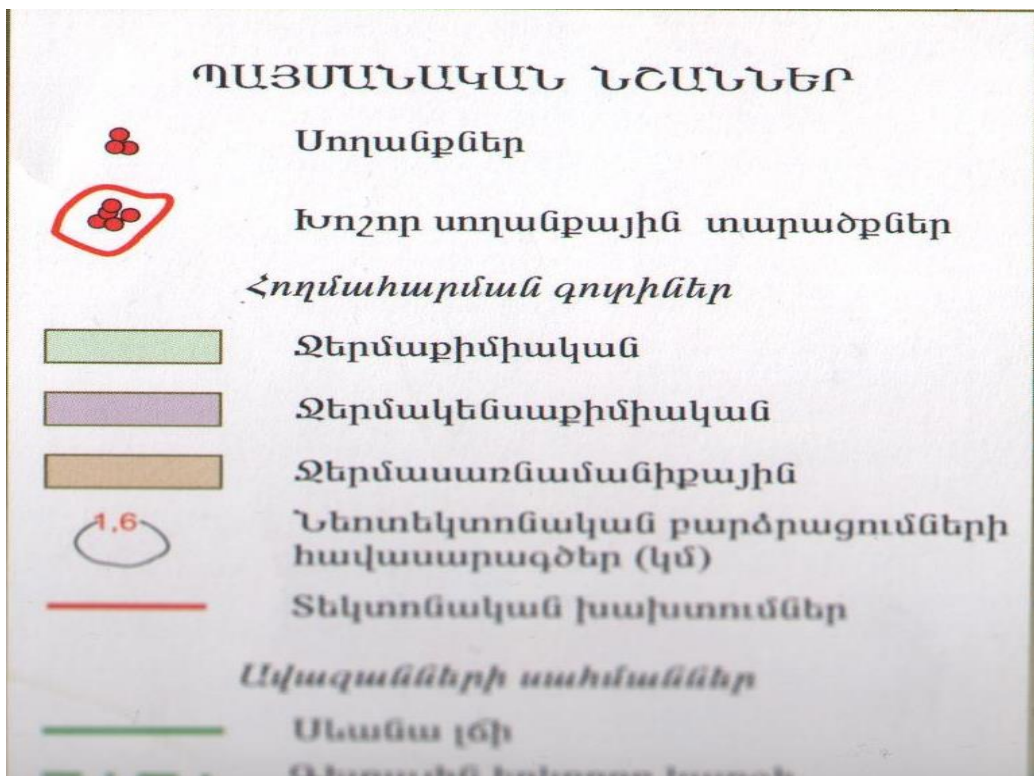 ՊԱՅՄԱՆԱԿԱՆ ՆՇԱՆՆԵՐ
Սողանքներ
Խոշոր սողանքային տարածքներ
Հողմահարման գոտիներ
Ջերմաքիմիական
Ջերմակենսաքիմիական
Ջերմասառնամանիքային
1,6
Նեոտեկտոնական բարձրացումների
հավասարագծեր (կմ)
Տեկտոնական խախտումներ
Ավազանների սահմաններ
Սևանա լճի